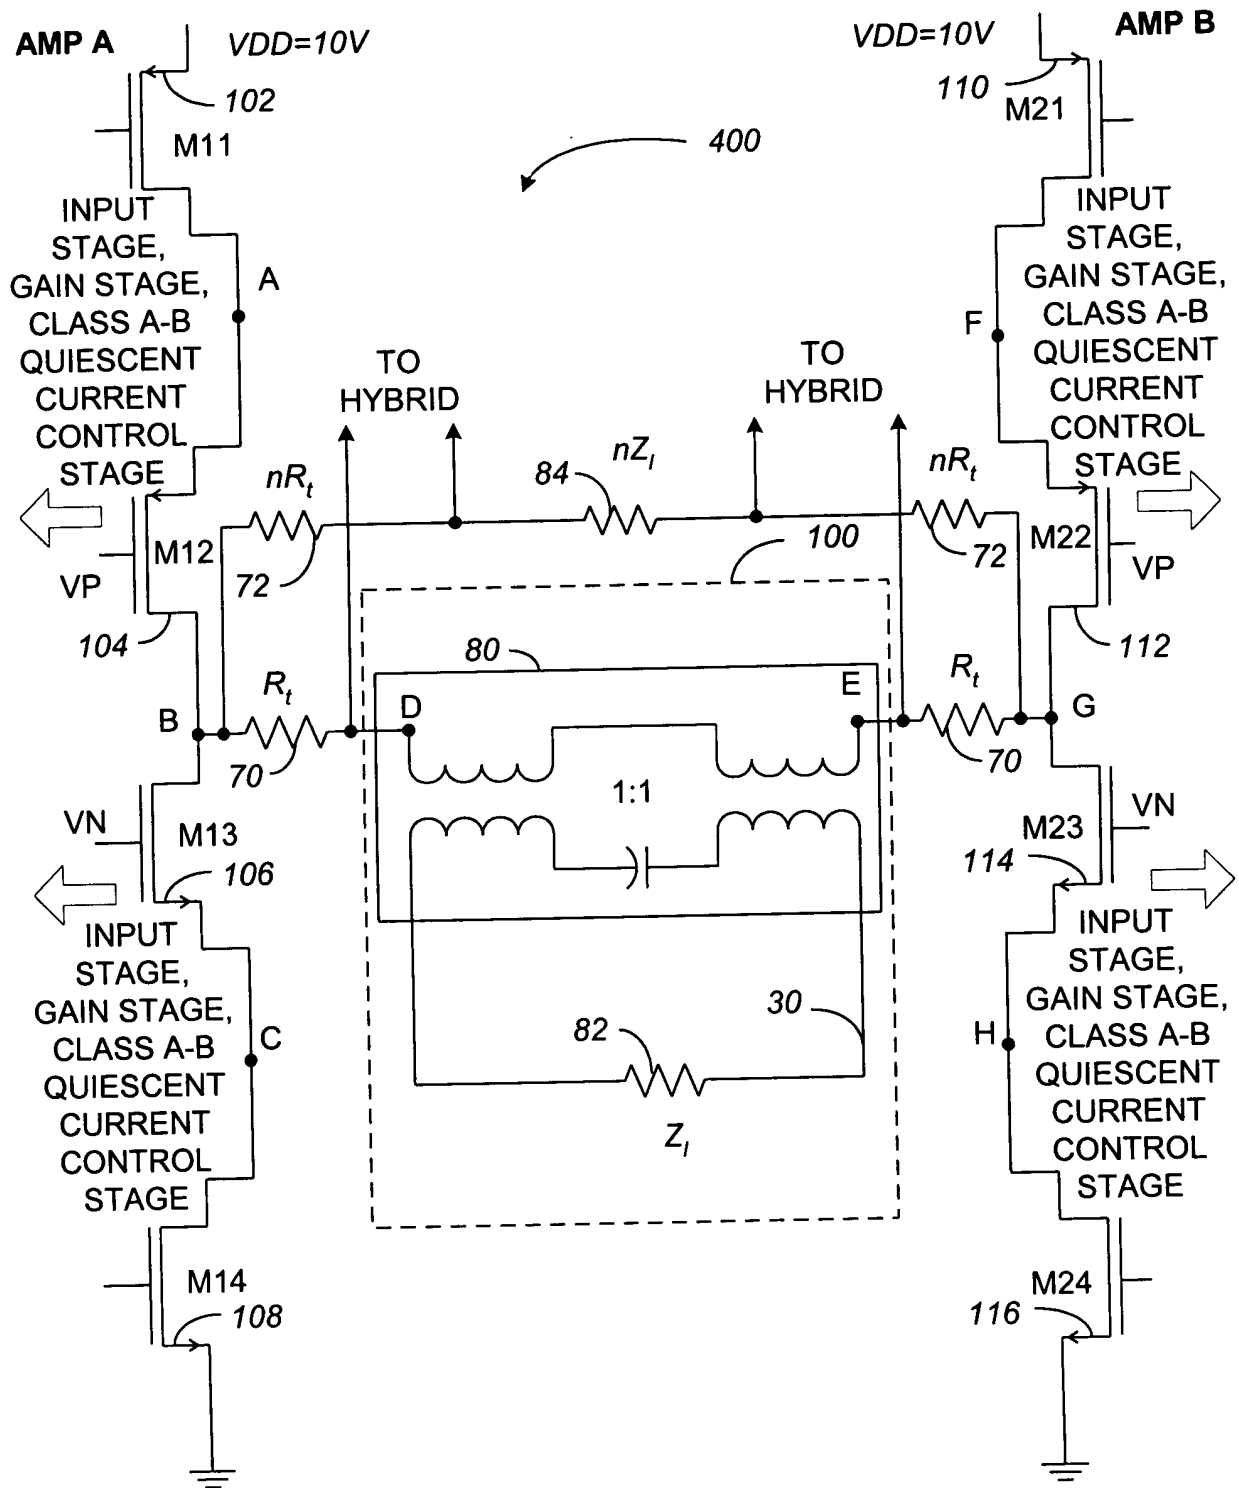 AMP A
VDD=10V
102
M11
INPUT
STAGE,
GAIN STAGE,
CLASS A-B
QUIESCENT
CURRENT
CONTROL
STAGE
A
400
VDD=10V
AMP B
110
M21
INPUT
STAGE,
GAIN STAGE,
CLASS A-B
QUIESCENT
CURRENT
CONTROL
STAGE
F
TO
HYBRID
TO
HYBRID
nRt
84
nZl
nRt
M12
VP
104
72
100
72
M22
VP
112
80
B
Rt
70
D
E
Rt
70
G
1:1
VN
M13
106
M23
VN
114
INPUT
STAGE,
GAIN STAGE,
CLASS A-B
QUIESCENT
CURRENT
CONTROL
STAGE
C
82
30
Zl
H
INPUT
STAGE,
GAIN STAGE,
CLASS A-B
QUIESCENT
CURRENT
CONTROL
STAGE
M14
108
M24
116